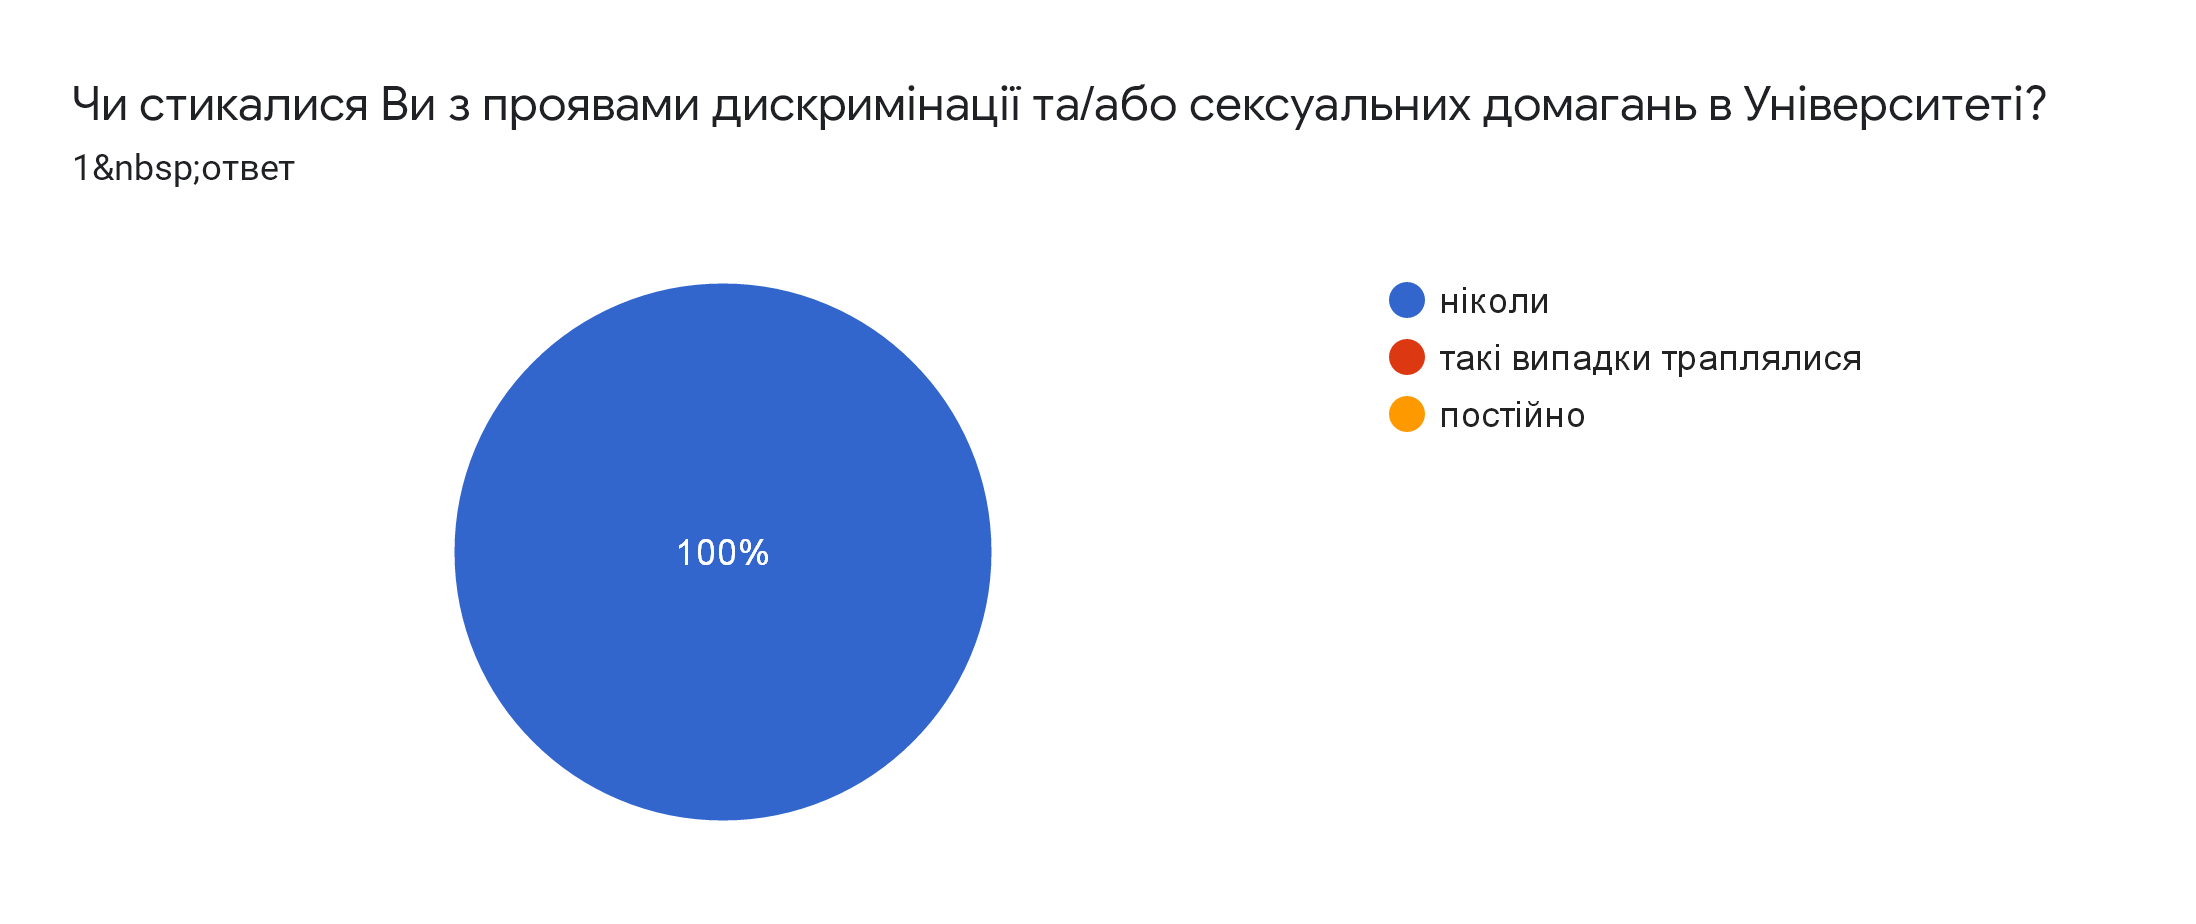 Чи стикалися Ви з проявами дискримінації та/або сексуальних домагань в Університеті?
1&nbsp;ответ
ніколи
такі випадки траплялися
постійно
100%